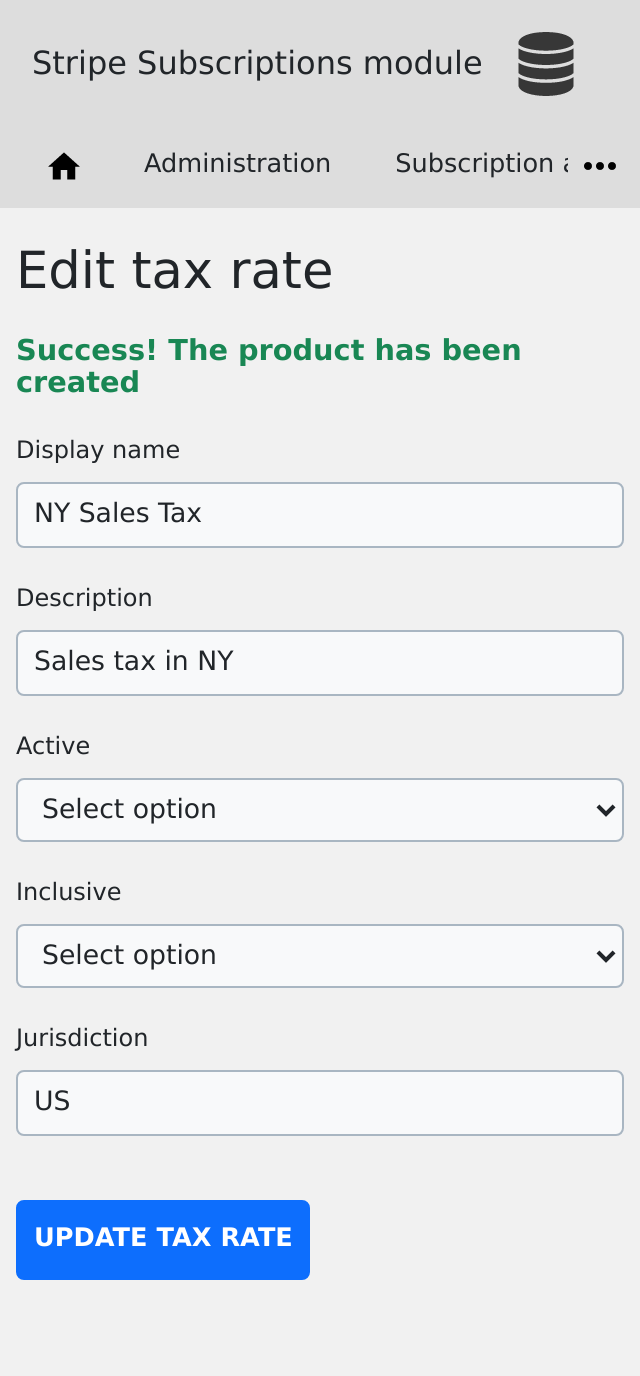 Stripe Subscriptions module
Administration
Subscription
Edit tax rate
Success! The product has been
created
Display name
NY Sales Tax
Description
Sales tax in NY
Active
Select option
Inclusive
Select option
Jurisdiction
US
UPDATE TAX RATE